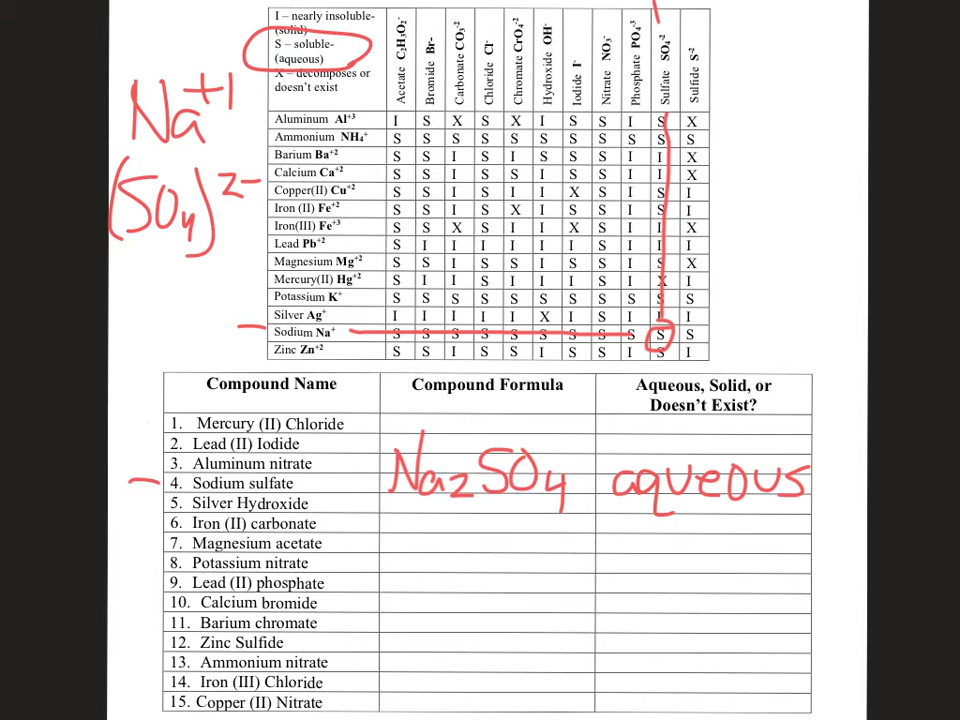 I – nearly insoluble-
(solid)
S – soluble-
(aqueous)
X – decomposes or
doesn't exist
Acetate C₂H₃O₂⁻
Bromide Br-
Carbonate CO₃⁻²
Chloride Cl⁻
Chromate CrO₄⁻²
Hydroxide OH⁻
Iodide I⁻
Nitrate NO₃⁻
Phosphate PO₄⁻³
Sulfate SO₄⁻²
Sulfide S⁻²
Aluminum Al⁺³ I S X S X I S S I S X
Ammonium NH₄⁺ S S S S S S S S S S S
Barium Ba⁺² S S I S I S S S I I X
Calcium Ca⁺² S S I S S I S S I I X
Copper(II) Cu⁺² S S I S I I X S I S I
Iron (II) Fe⁺² S S I S X I S S I S I
Iron(III) Fe⁺³ S S X S I I X S I I X
Lead Pb⁺² S I I I I I I S I I I
Magnesium Mg⁺² S S I S S I S S I S X
Mercury(II) Hg⁺² S I I S I I I S I X I
Potassium K⁺ S S S S S S S S S S S
Silver Ag⁺ I I I I I X I S I I I
Sodium Na⁺ S S S S S S S S S S S
Zinc Zn⁺² S S I S S I S S I S I
Na⁺¹
(SO₄)²⁻
Compound Name Compound Formula Aqueous, Solid, or
Doesn't Exist?
1. Mercury (II) Chloride
2. Lead (II) Iodide
3. Aluminum nitrate
4. Sodium sulfate Na₂SO₄ aqueous
5. Silver Hydroxide
6. Iron (II) carbonate
7. Magnesium acetate
8. Potassium nitrate
9. Lead (II) phosphate
10. Calcium bromide
11. Barium chromate
12. Zinc Sulfide
13. Ammonium nitrate
14. Iron (III) Chloride
15. Copper (II) Nitrate